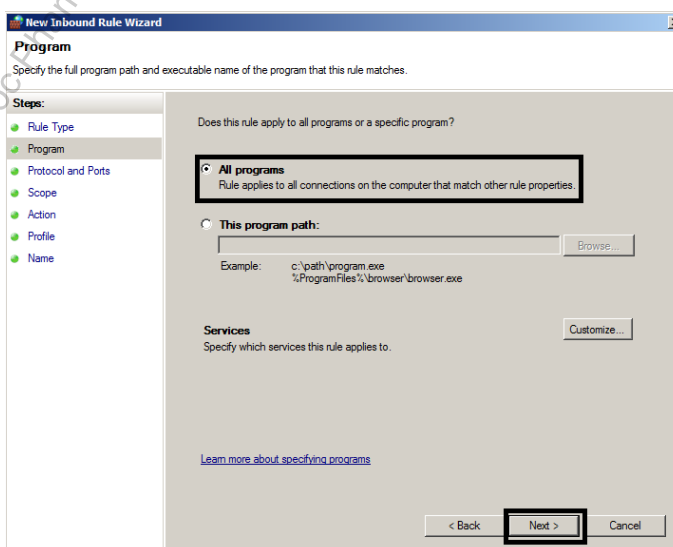 New Inbound Rule Wizard
Program
Specify the full program path and executable name of the program that this rule matches.
Steps:
Rule Type
Program
Protocol and Ports
Scope
Action
Profile
Name
Does this rule apply to all programs or a specific program?
All programs
Rule applies to all connections on the computer that match other rule properties.
This program path:
Browse...
Example: c:\path\program.exe
%ProgramFiles%\browser\browser.exe
Services
Customize...
Specify which services this rule applies to.
Learn more about specifying programs
< Back Next > Cancel